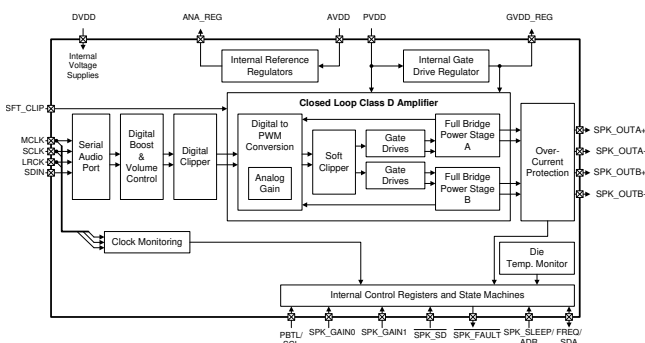 DVDD
ANA_REG
AVDD
PVDD
GVDD_REG
Internal
Voltage
Supplies
Internal Reference
Regulators
Internal Gate
Drive Regulator
SFT_CLIP
Closed Loop Class D Amplifier
MCLK
SCLK
LRCK
SDIN
Serial
Audio
Port
Digital
Boost
&
Volume
Control
Digital
Clipper
Digital to
PWM
Conversion
Analog
Gain
Soft
Clipper
Gate
Drives
Gate
Drives
Full Bridge
Power Stage
A
Full Bridge
Power Stage
B
Over-
Current
Protection
SPK_OUTA+
SPK_OUTA-
SPK_OUTB+
SPK_OUTB-
Clock Monitoring
Die
Temp. Monitor
Internal Control Registers and State Machines
PBTL/
SCL
SPK_GAIN0
SPK_GAIN1
SPK_SD
SPK_FAULT
SPK_SLEEP/
ADR
FREQ/
SDA